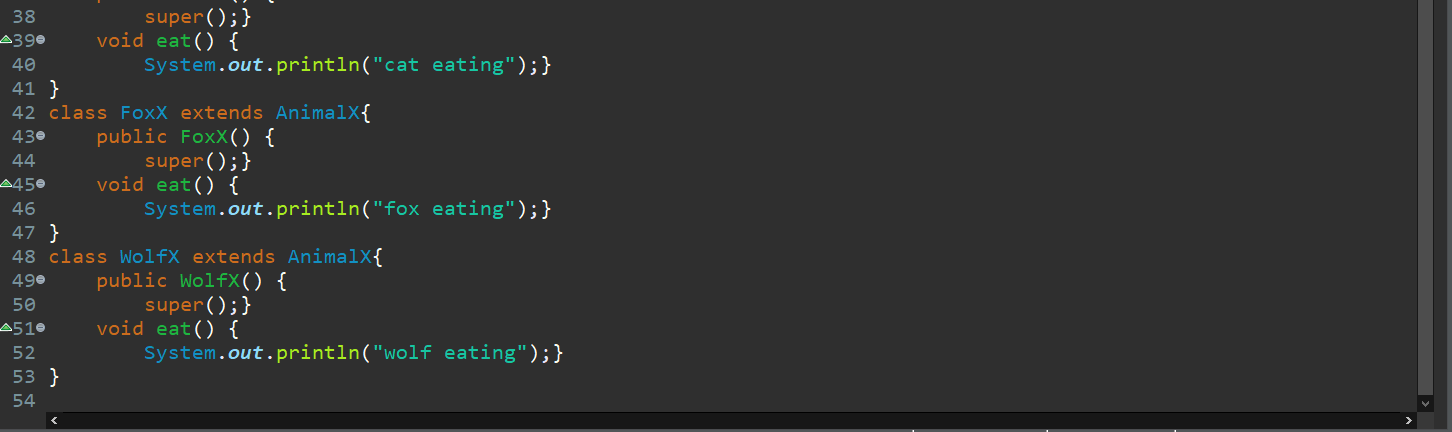 38 super();}
39 void eat() {
40 System.out.println("cat eating");}
41 }
42 class FoxX extends AnimalX{
43 public FoxX() {
44 super();}
45 void eat() {
46 System.out.println("fox eating");}
47 }
48 class WolfX extends AnimalX{
49 public WolfX() {
50 super();}
51 void eat() {
52 System.out.println("wolf eating");}
53 }
54